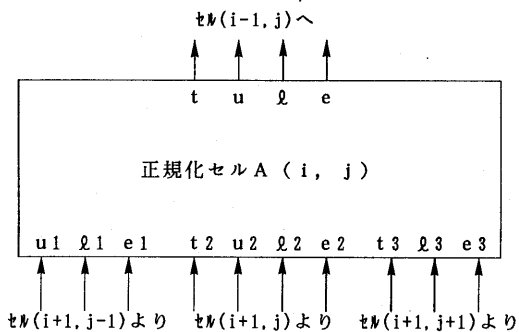 セル(i-1,j)へ
t u ℓ e
正規化セルA(i, j)
u1 ℓ1 e1 t2 u2 ℓ2 e2 t3 ℓ3 e3
セル(i+1,j-1)より セル(i+1,j)より セル(i+1,j+1)より